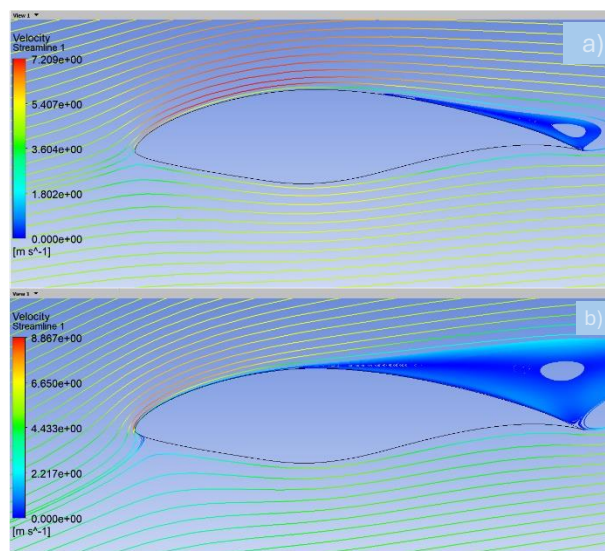 View 1
a)
Velocity
Streamline 1
7.209e+00
5.407e+00
3.604e+00
1.802e+00
0.000e+00
[m s^-1]
View 1
b)
Velocity
Streamline 1
8.867e+00
6.650e+00
4.433e+00
2.217e+00
0.000e+00
[m s^-1]